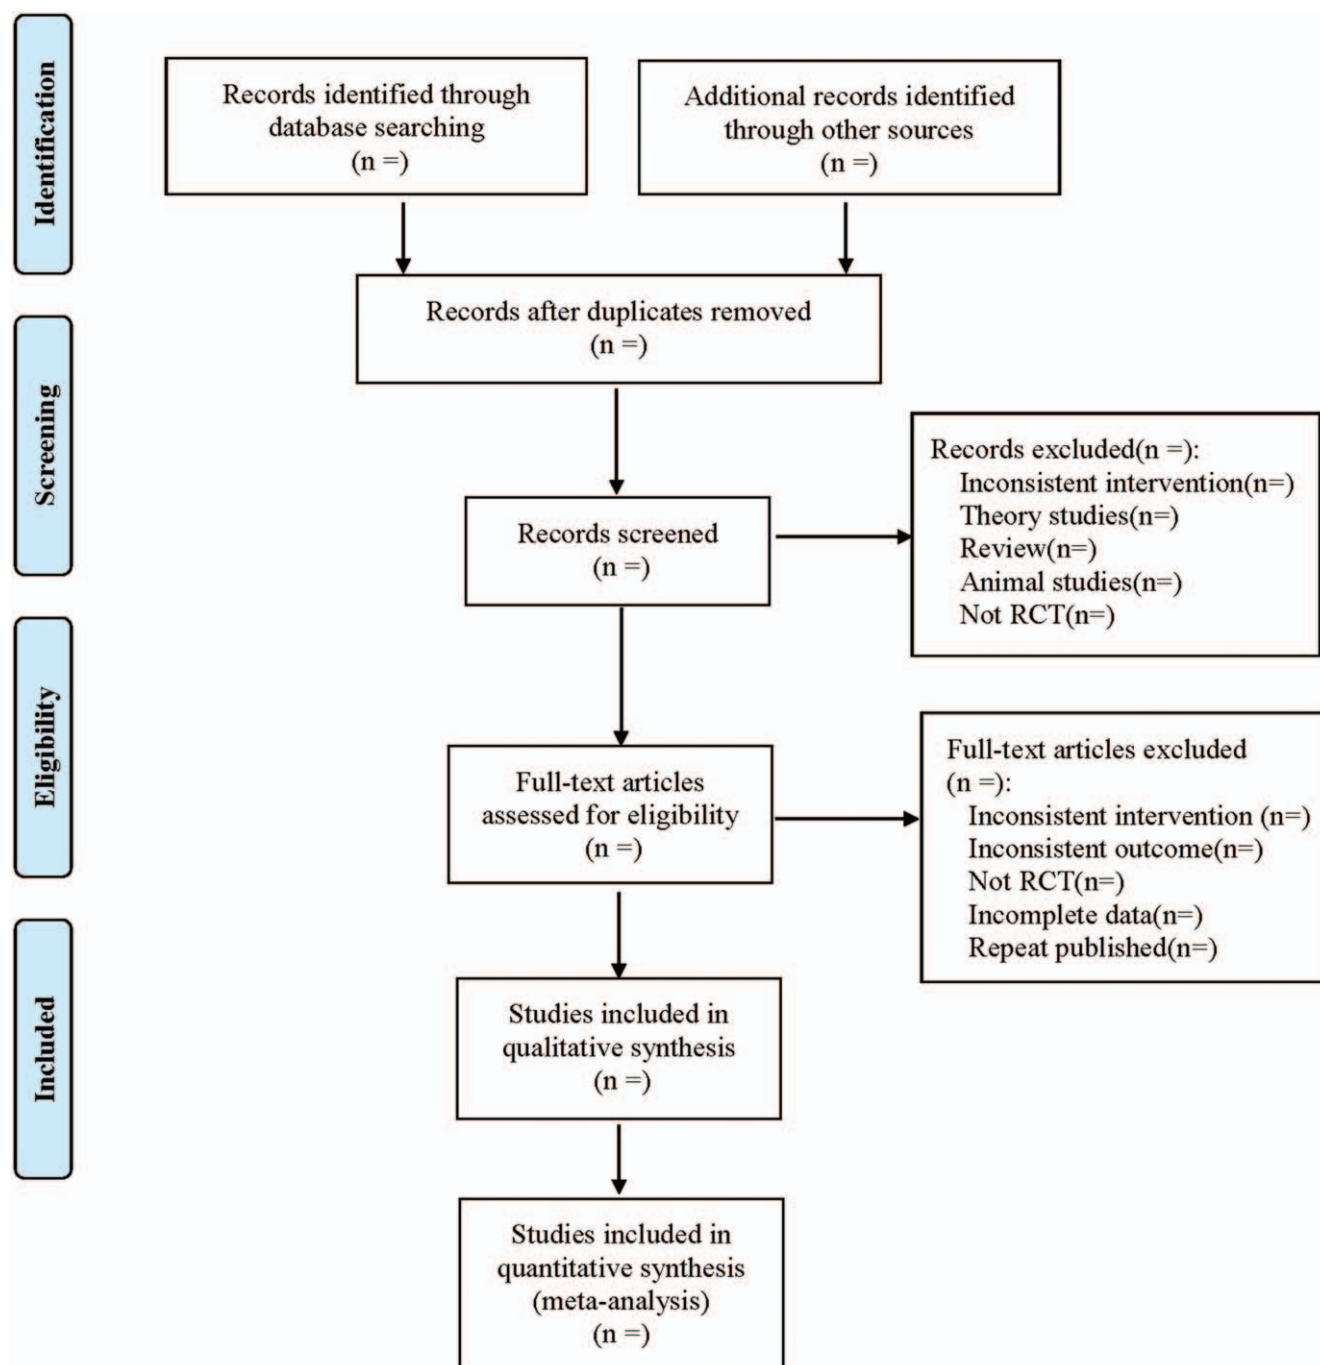 Identification
Records identified through
database searching
(n =)
Additional records identified
through other sources
(n =)
Records after duplicates removed
(n =)
Screening
Records screened
(n =)
Records excluded(n =):
Inconsistent intervention(n=)
Theory studies(n=)
Review(n=)
Animal studies(n=)
Not RCT(n=)
Eligibility
Full-text articles
assessed for eligibility
(n =)
Full-text articles excluded
(n =):
Inconsistent intervention (n=)
Inconsistent outcome(n=)
Not RCT(n=)
Incomplete data(n=)
Repeat published(n=)
Included
Studies included in
qualitative synthesis
(n =)
Studies included in
quantitative synthesis
(meta-analysis)
(n =)